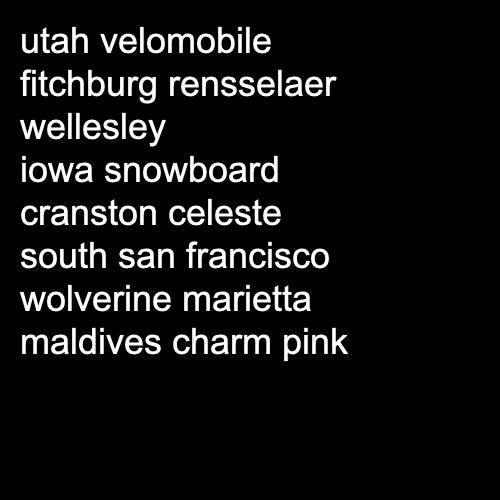 utah velomobile
fitchburg rensselaer
wellesley
iowa snowboard
cranston celeste
south san francisco
wolverine marietta
maldives charm pink